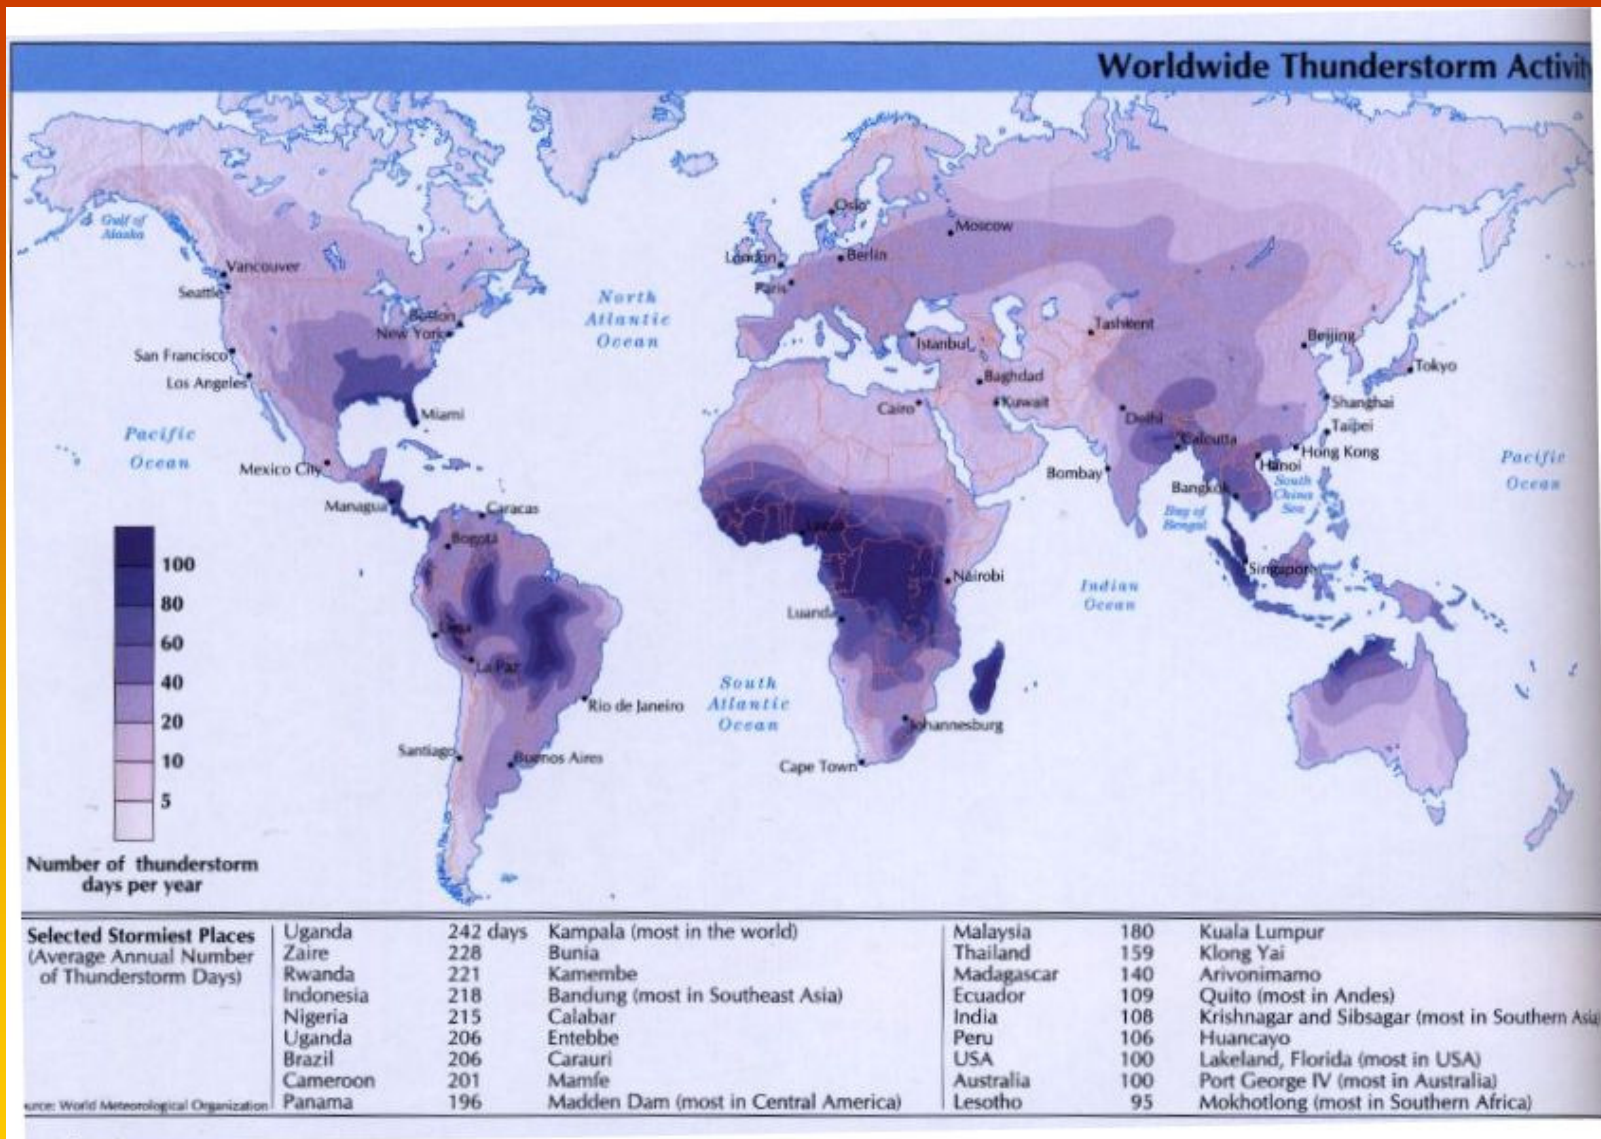 Worldwide Thunderstorm Activity
Gulf of
Alaska
Vancouver
Seattle
Boston
New York
San Francisco
Los Angeles
Miami
Pacific
Ocean
Mexico City
Managua
Caracas
Bogotá
Lima
La Paz
Rio de Janeiro
Santiago
Buenos Aires
North
Atlantic
Ocean
South
Atlantic
Ocean
Oslo
Moscow
London
Berlin
Paris
Istanbul
Tashkent
Baghdad
Cairo
Kuwait
Delhi
Calcutta
Bombay
Beijing
Tokyo
Shanghai
Taipei
Hong Kong
Hanoi
Bangkok
South
China
Sea
Bay of
Bengal
Singapore
Pacific
Ocean
Indian
Ocean
Nairobi
Luanda
Johannesburg
Cape Town
100
80
60
40
20
10
5
Number of thunderstorm
days per year
Selected Stormiest Places
(Average Annual Number
of Thunderstorm Days)
urce: World Meteorological Organization
Uganda 242 days Kampala (most in the world)
Zaire 228 Bunia
Rwanda 221 Kamembe
Indonesia 218 Bandung (most in Southeast Asia)
Nigeria 215 Calabar
Uganda 206 Entebbe
Brazil 206 Carauri
Cameroon 201 Mamfe
Panama 196 Madden Dam (most in Central America)
Malaysia 180 Kuala Lumpur
Thailand 159 Klong Yai
Madagascar 140 Arivonimamo
Ecuador 109 Quito (most in Andes)
India 108 Krishnagar and Sibsagar (most in Southern Asia
Peru 106 Huancayo
USA 100 Lakeland, Florida (most in USA)
Australia 100 Port George IV (most in Australia)
Lesotho 95 Mokhotlong (most in Southern Africa)